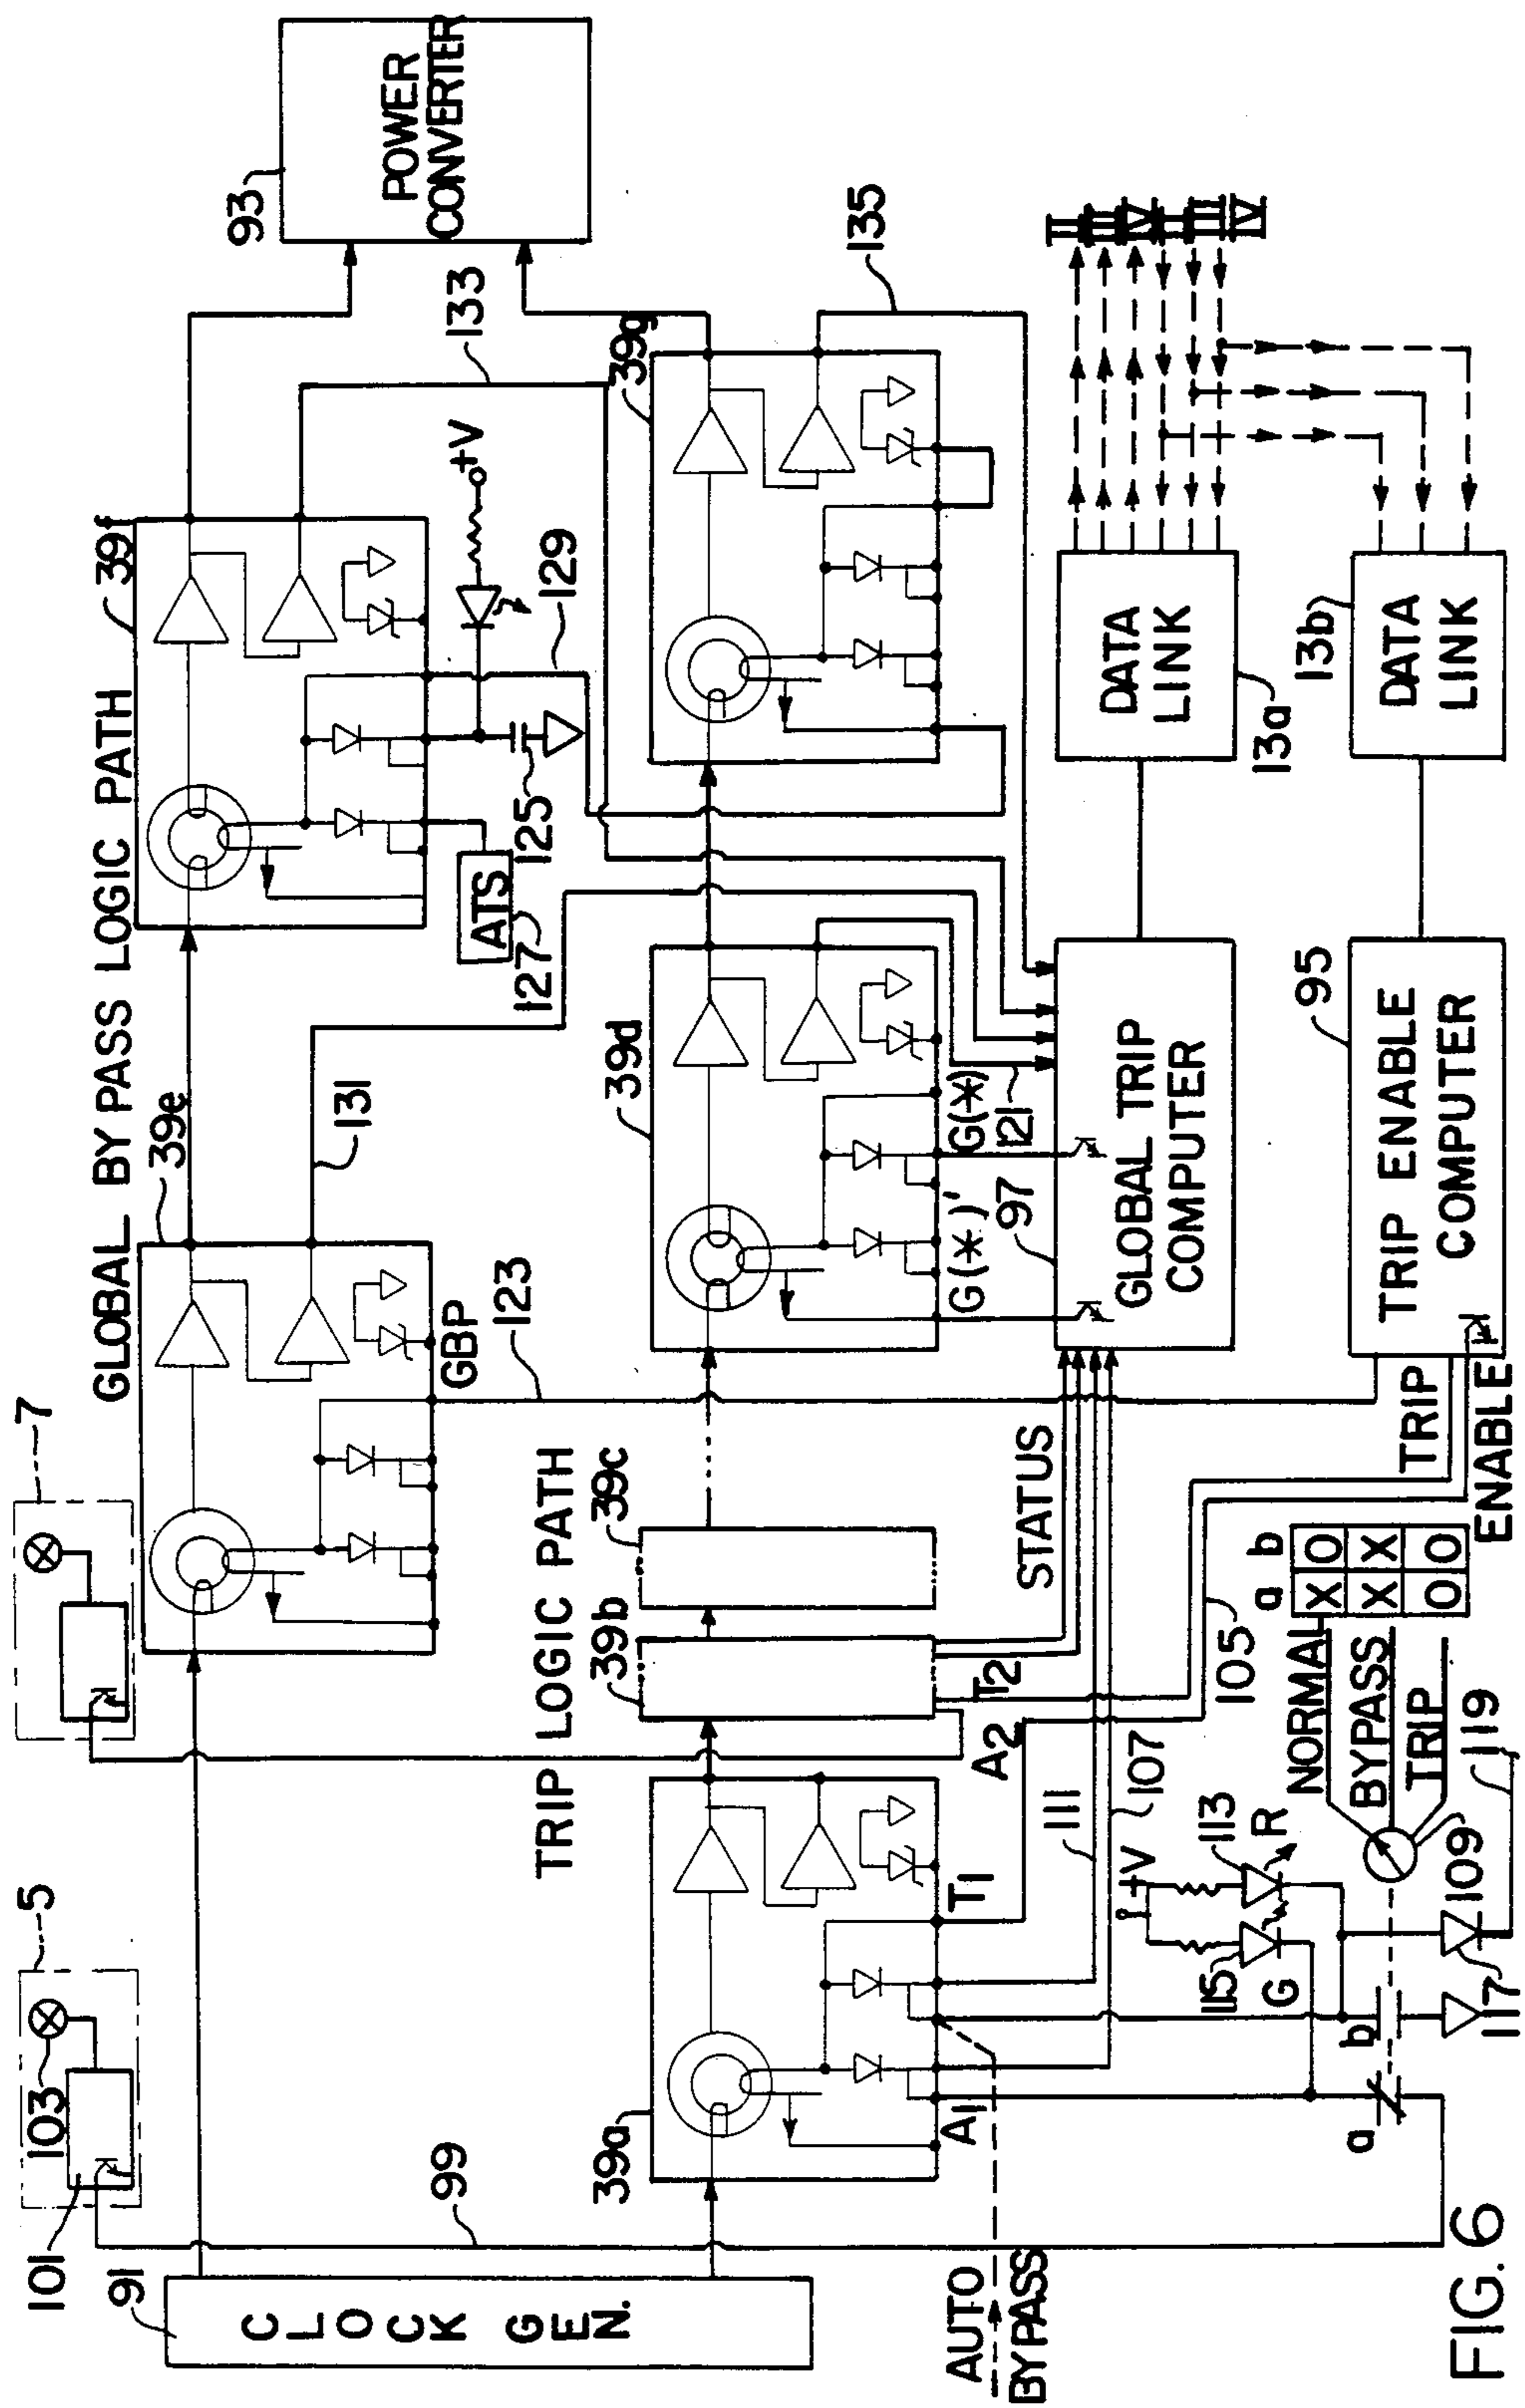 7
5
103
101
91
99
CLOCK GEN.
GLOBAL BY PASS LOGIC PATH
39e
39f
93
POWER
CONVERTER
131
133
GBP
123
+V
129
125
ATS
127
TRIP LOGIC PATH
39a
39b
39c
39d
39g
135
A1
T1
A2
T2
G(*)'
G(*)
121
97
STATUS
111
107
105
GLOBAL TRIP
COMPUTER
DATA
LINK
13a
II
III
IV
II
III
IV
AUTO
BYPASS
+V
113
R
115
G
a
b
117
109
119
NORMAL
BYPASS
TRIP
a b
X O
X X
O O
TRIP
ENABLE
95
TRIP ENABLE
COMPUTER
13b
DATA
LINK
FIG. 6